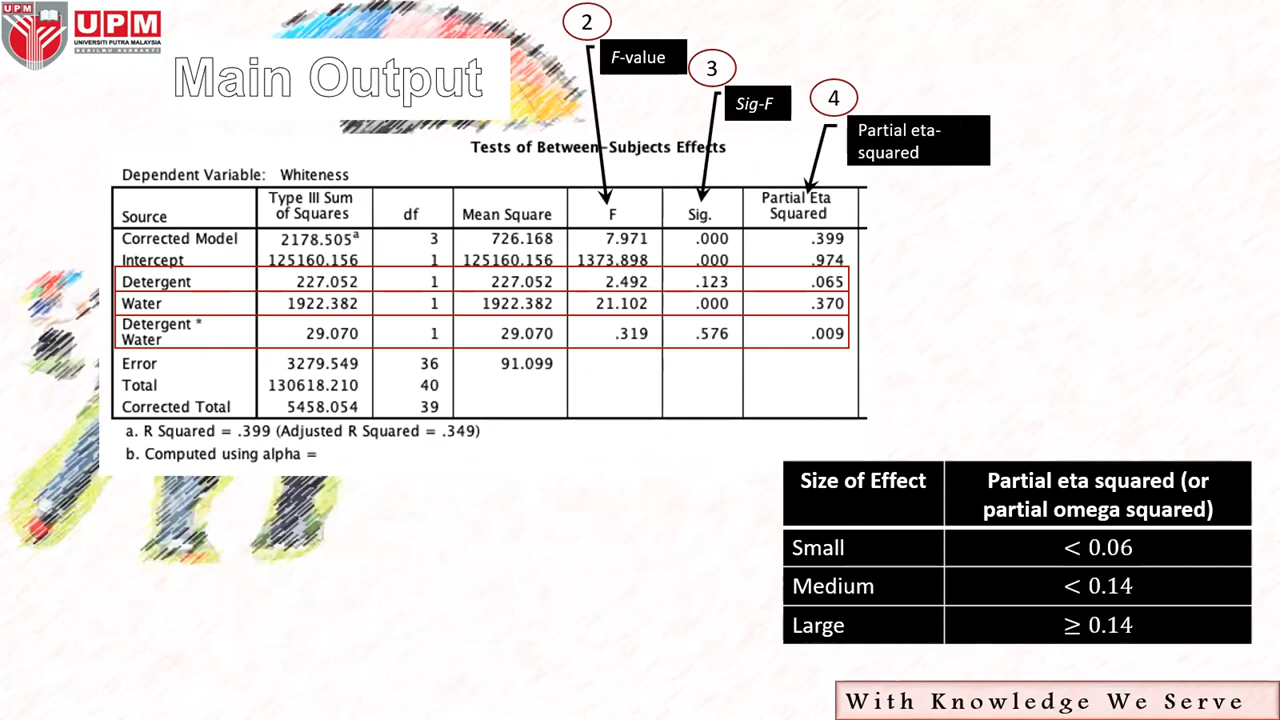 UPM
UPM
UNIVERSITI PUTRA MALAYSIA
BERILMU BERBAKTI
Main Output
2
F-value
3
Sig-F
4
Partial eta-
squared
Tests of Between-Subjects Effects
Dependent Variable: Whiteness
Source Type III Sum of Squares df Mean Square F Sig. Partial Eta Squared
Corrected Model 2178.505a 3 726.168 7.971 .000 .399
Intercept 125160.156 1 125160.156 1373.898 .000 .974
Detergent 227.052 1 227.052 2.492 .123 .065
Water 1922.382 1 1922.382 21.102 .000 .370
Detergent * Water 29.070 1 29.070 .319 .576 .009
Error 3279.549 36 91.099
Total 130618.210 40
Corrected Total 5458.054 39
a. R Squared = .399 (Adjusted R Squared = .349)
b. Computed using alpha =
Size of Effect Partial eta squared (or
partial omega squared)
Small < 0.06
Medium < 0.14
Large ≥ 0.14
With Knowledge We Serve